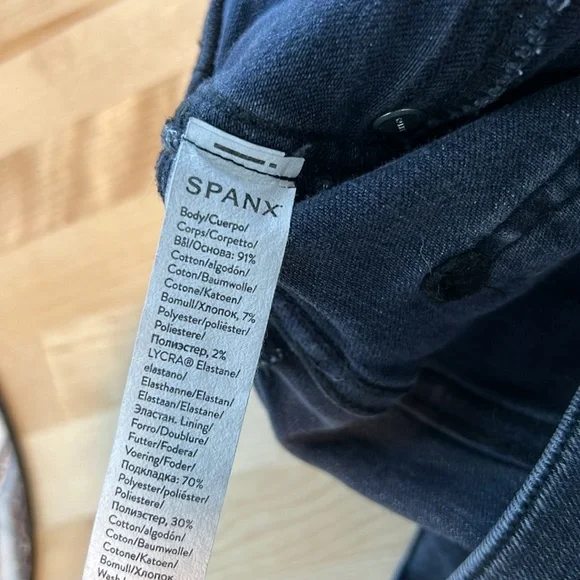 SPANX
Body/Cuerpo/
Corps/Corpetto/
Bål/Основа: 91%
Cotton/algodón/
Coton/Baumwolle/
Cotone/Katoen/
Bomull/Хлопок, 7%
Polyester/poliéster/
Poliestere/
Полиэстер, 2%
LYCRA® Elastane/
elastano/
Elasthanne/Elastan/
Elastaan/Elastane/
Эластан. Lining/
Forro/Doublure/
Futter/Fodera/
Voering/Foder/
Подкладка: 70%
Polyester/poliéster/
Poliestere/
Полиэстер, 30%
Cotton/algodón/
Coton/Baumwolle/
Cotone/Katoen/
Bomull/Хлопок